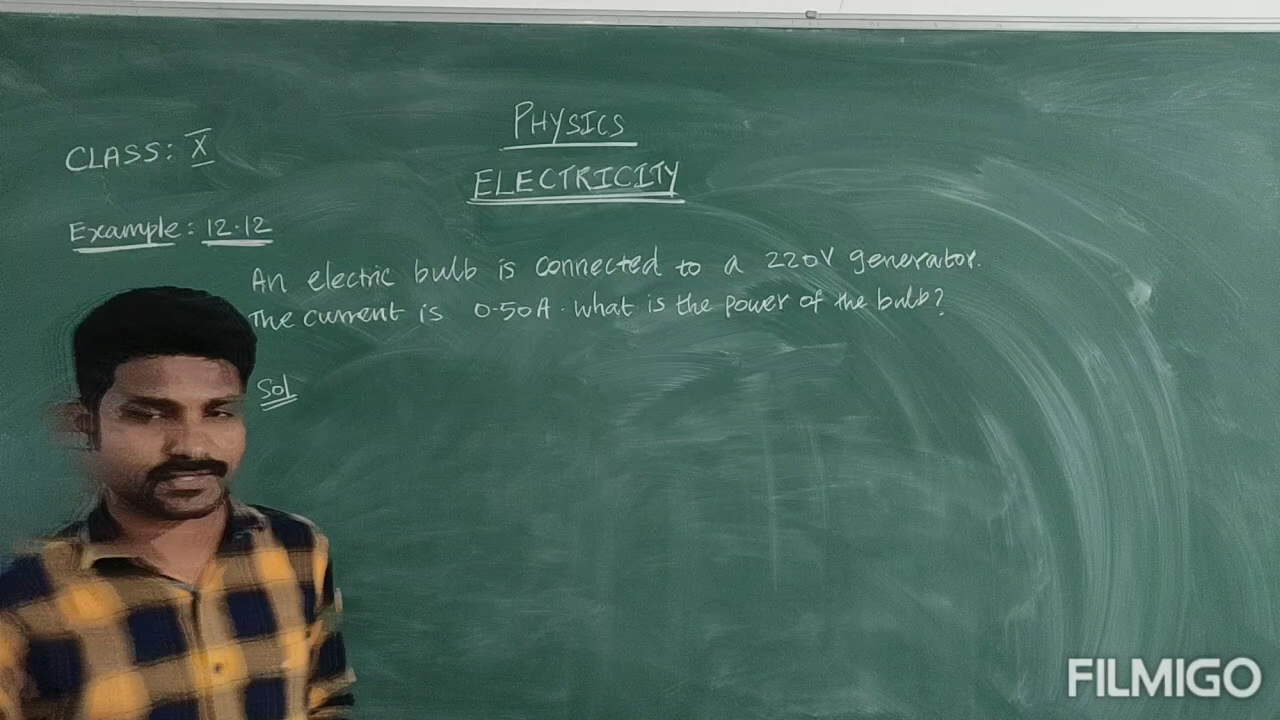 PHYSICS
CLASS: X
ELECTRICITY
Example: 12.12
An electric bulb is connected to a 220V generator.
The current is 0.50A. what is the power of the bulb?
Sol
FILMIGO